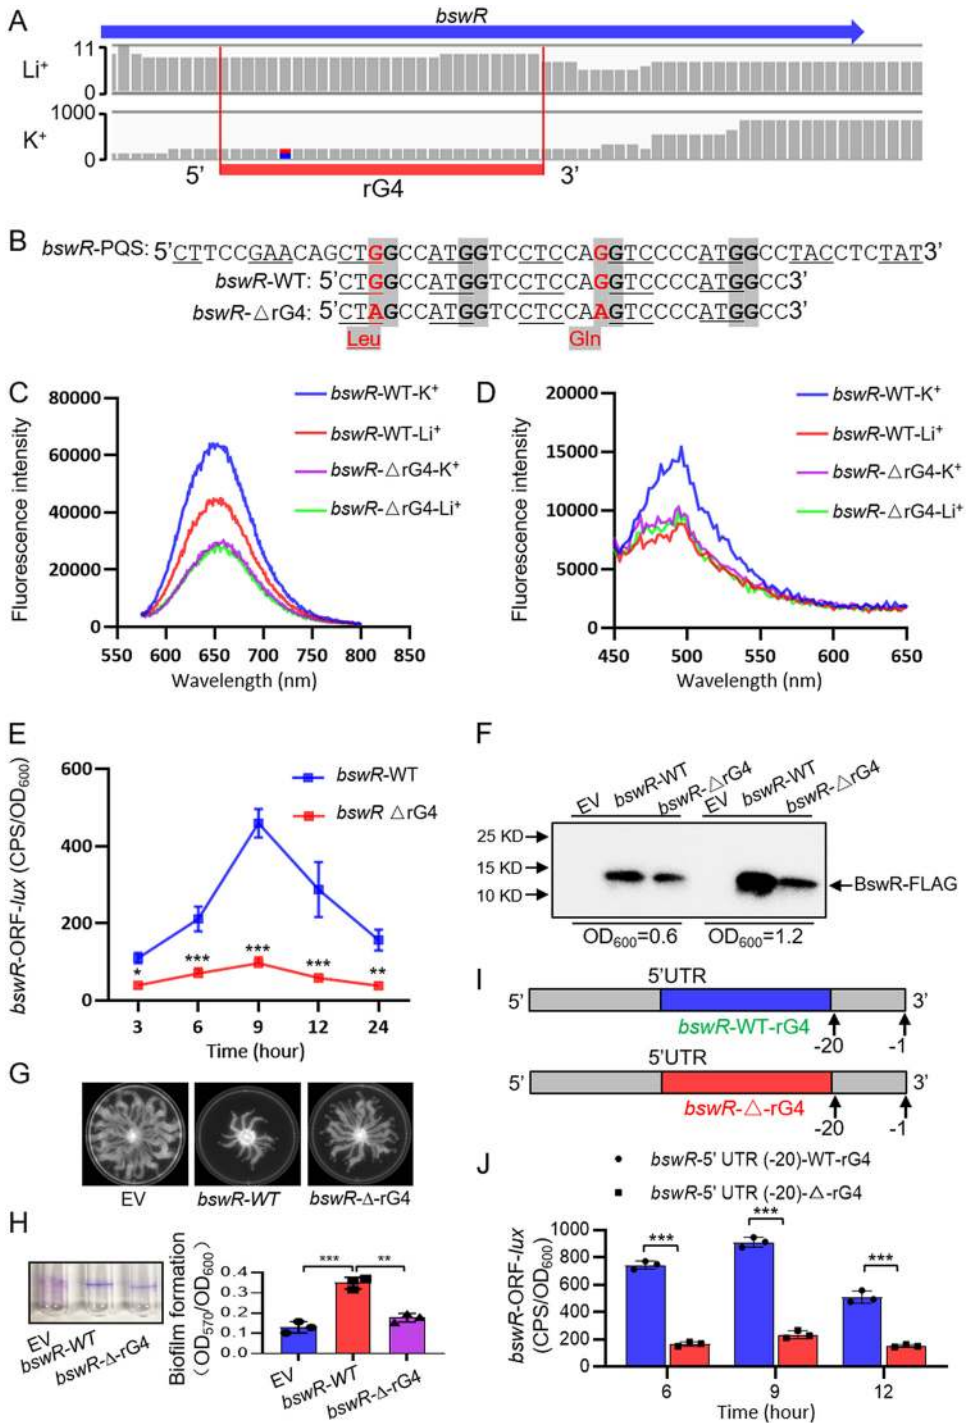 A
bswR
Li⁺
11
0
K⁺
1000
0
5’
rG4
3’
B
bswR-PQS: 5’CTTCCGAACAGCTGGCCATGGTCCTCCAGGTCCCCATGGCCTACCTCTAT3’
bswR-WT: 5’CTGGCCATGGTCCTCCAGGTCCCCATGGCC3’
bswR-△rG4: 5’CTAGCCATGGTCCTCCAAGTCCCCATGGCC3’
Leu Gln
C
Fluorescence intensity
80000
60000
40000
20000
0
550 600 650 700 750 800 850
Wavelength (nm)
bswR-WT-K⁺
bswR-WT-Li⁺
bswR-△rG4-K⁺
bswR-△rG4-Li⁺
D
Fluorescence intensity
20000
15000
10000
5000
0
450 500 550 600 650
Wavelength (nm)
bswR-WT-K⁺
bswR-WT-Li⁺
bswR-△rG4-K⁺
bswR-△rG4-Li⁺
E
bswR-ORF-lux (CPS/OD₆₀₀)
600
400
200
0
bswR-WT
bswR △rG4
* *** *** *** **
3 6 9 12 24
Time (hour)
F
EV bswR-WT bswR-△rG4 EV bswR-WT bswR-△rG4
25 KD
15 KD
10 KD
BswR-FLAG
OD₆₀₀=0.6 OD₆₀₀=1.2
G
EV bswR-WT bswR-Δ-rG4
H
EV
bswR-WT
bswR-Δ-rG4
Biofilm formation
(OD₅₇₀/OD₆₀₀)
0.4
0.3
0.2
0.1
0.0
*** **
EV
bswR-WT
bswR-Δ-rG4
I
5’UTR
5’ 3’
bswR-WT-rG4
-20 -1
5’UTR
5’ 3’
bswR-△-rG4
-20 -1
J
bswR-5’ UTR (-20)-WT-rG4
bswR-5’ UTR (-20)-△-rG4
bswR-ORF-lux
(CPS/OD₆₀₀)
1000
800
600
400
200
0
*** *** ***
6 9 12
Time (hour)